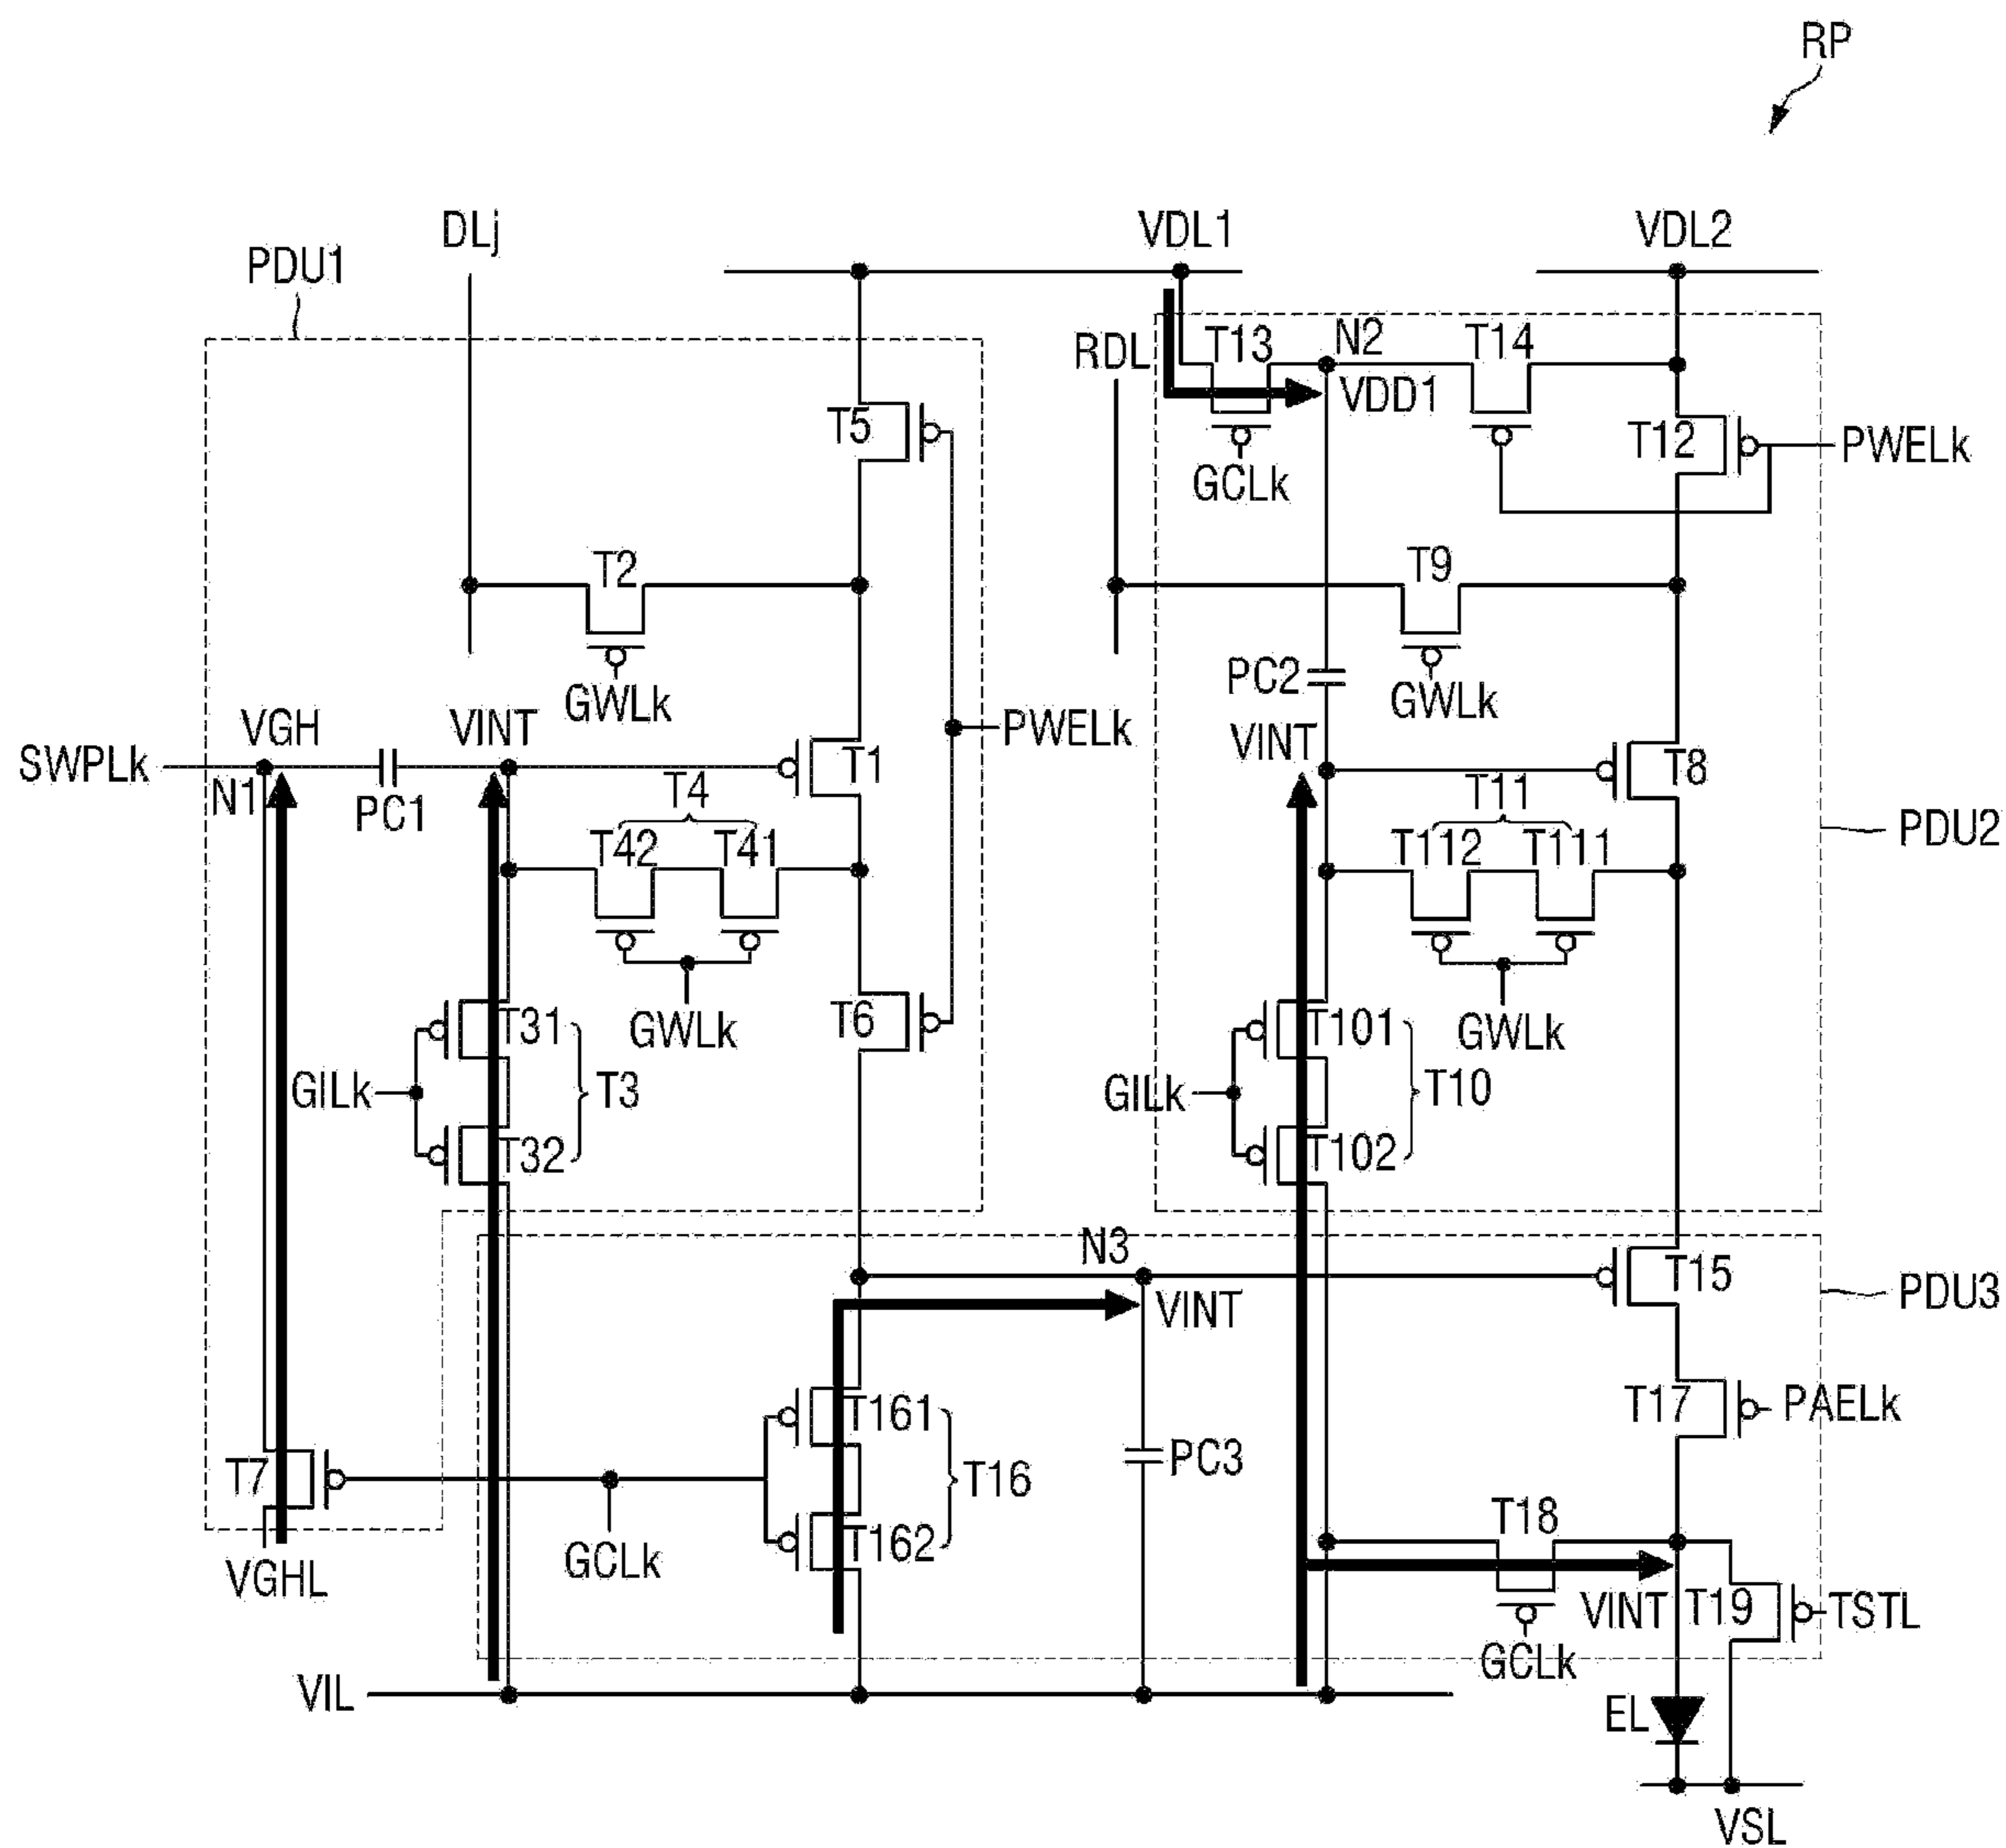 RP
DLj
VDL1
VDL2
PDU1
RDL
T13
N2
T14
VDD1
T5
T12
PWELk
GCLk
T2
T9
GWLk
PC2
GWLk
SWPLk
VGH
VINT
PWELk
VINT
N1
PC1
T1
T8
T4
T11
PDU2
T42
T41
T112
T111
T31
GWLk
T6
T101
GWLk
GILk
T3
GILk
T10
T32
T102
N3
T15
VINT
PDU3
T161
T17
PAELk
T7
T16
PC3
T162
T18
GCLk
VGHL
VINT
T19
TSTL
GCLk
VIL
EL
VSL